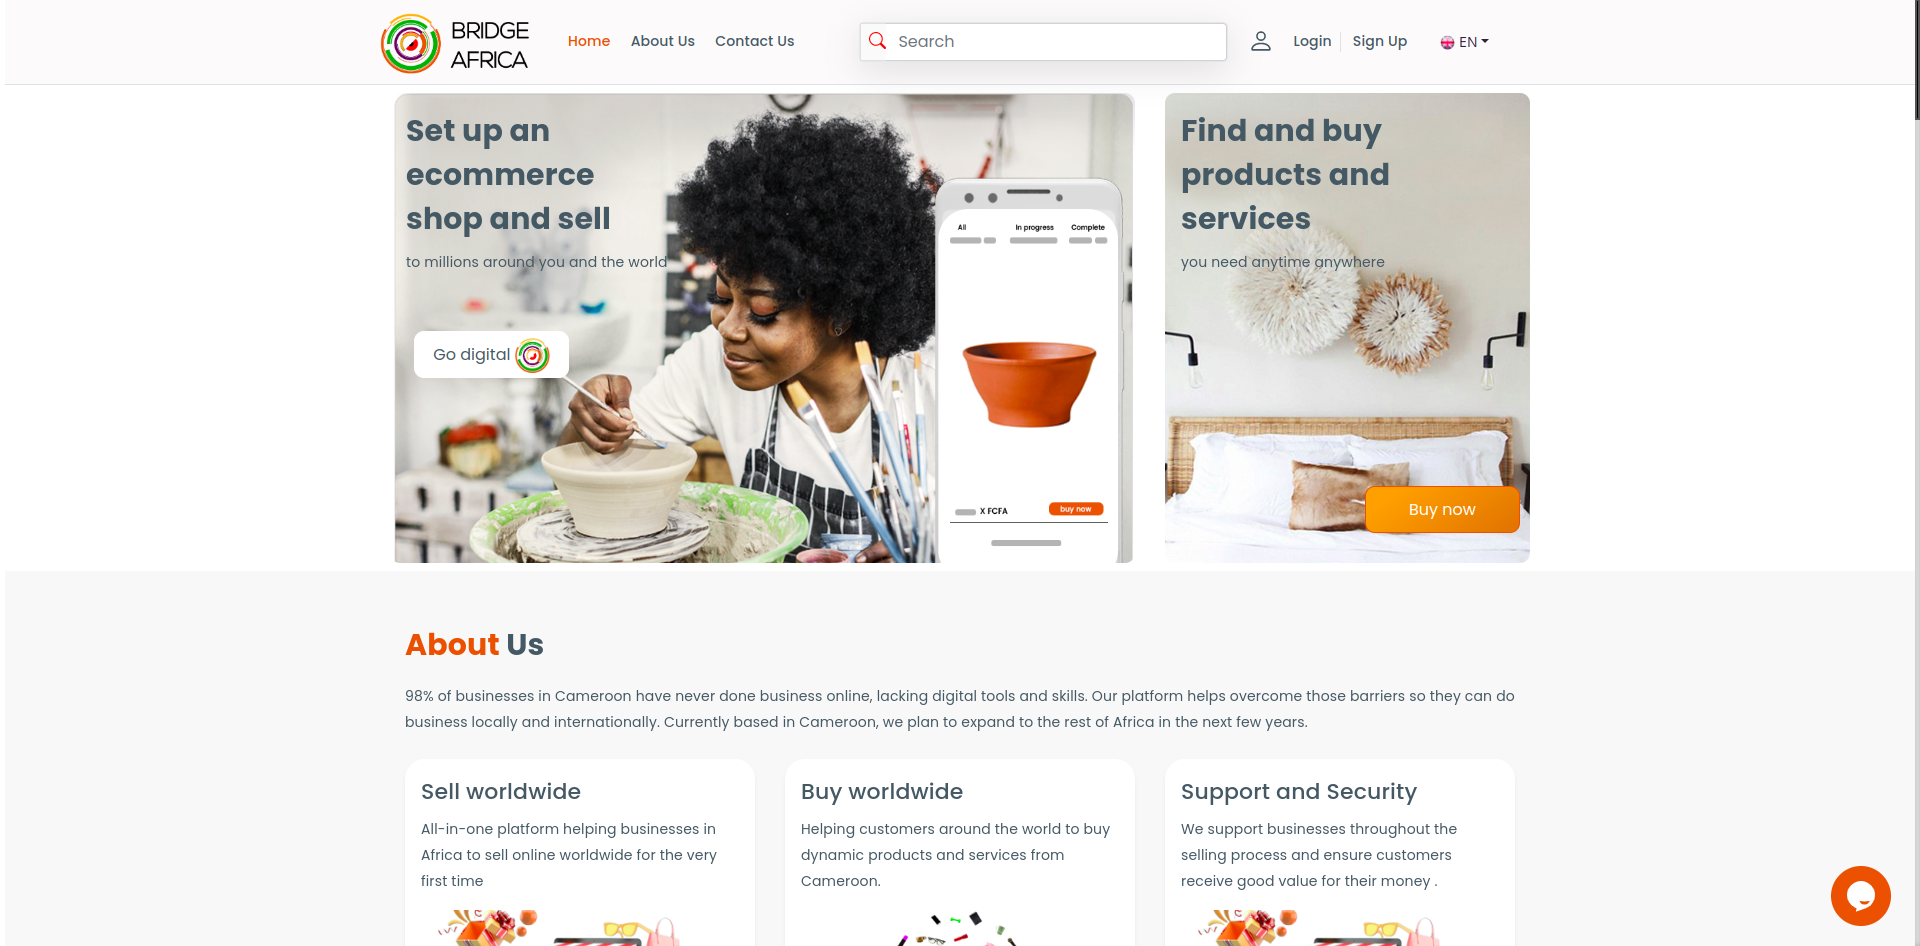 BRIDGE
AFRICA
Home About Us Contact Us
Search
Login Sign Up
EN
Set up an
ecommerce
shop and sell
to millions around you and the world
Go digital
All In progress Complete
X FCFA buy now
Find and buy
products and
services
you need anytime anywhere
Buy now
About Us
98% of businesses in Cameroon have never done business online, lacking digital tools and skills. Our platform helps overcome those barriers so they can do
business locally and internationally. Currently based in Cameroon, we plan to expand to the rest of Africa in the next few years.
Sell worldwide
All-in-one platform helping businesses in
Africa to sell online worldwide for the very
first time
Buy worldwide
Helping customers around the world to buy
dynamic products and services from
Cameroon.
Support and Security
We support businesses throughout the
selling process and ensure customers
receive good value for their money .